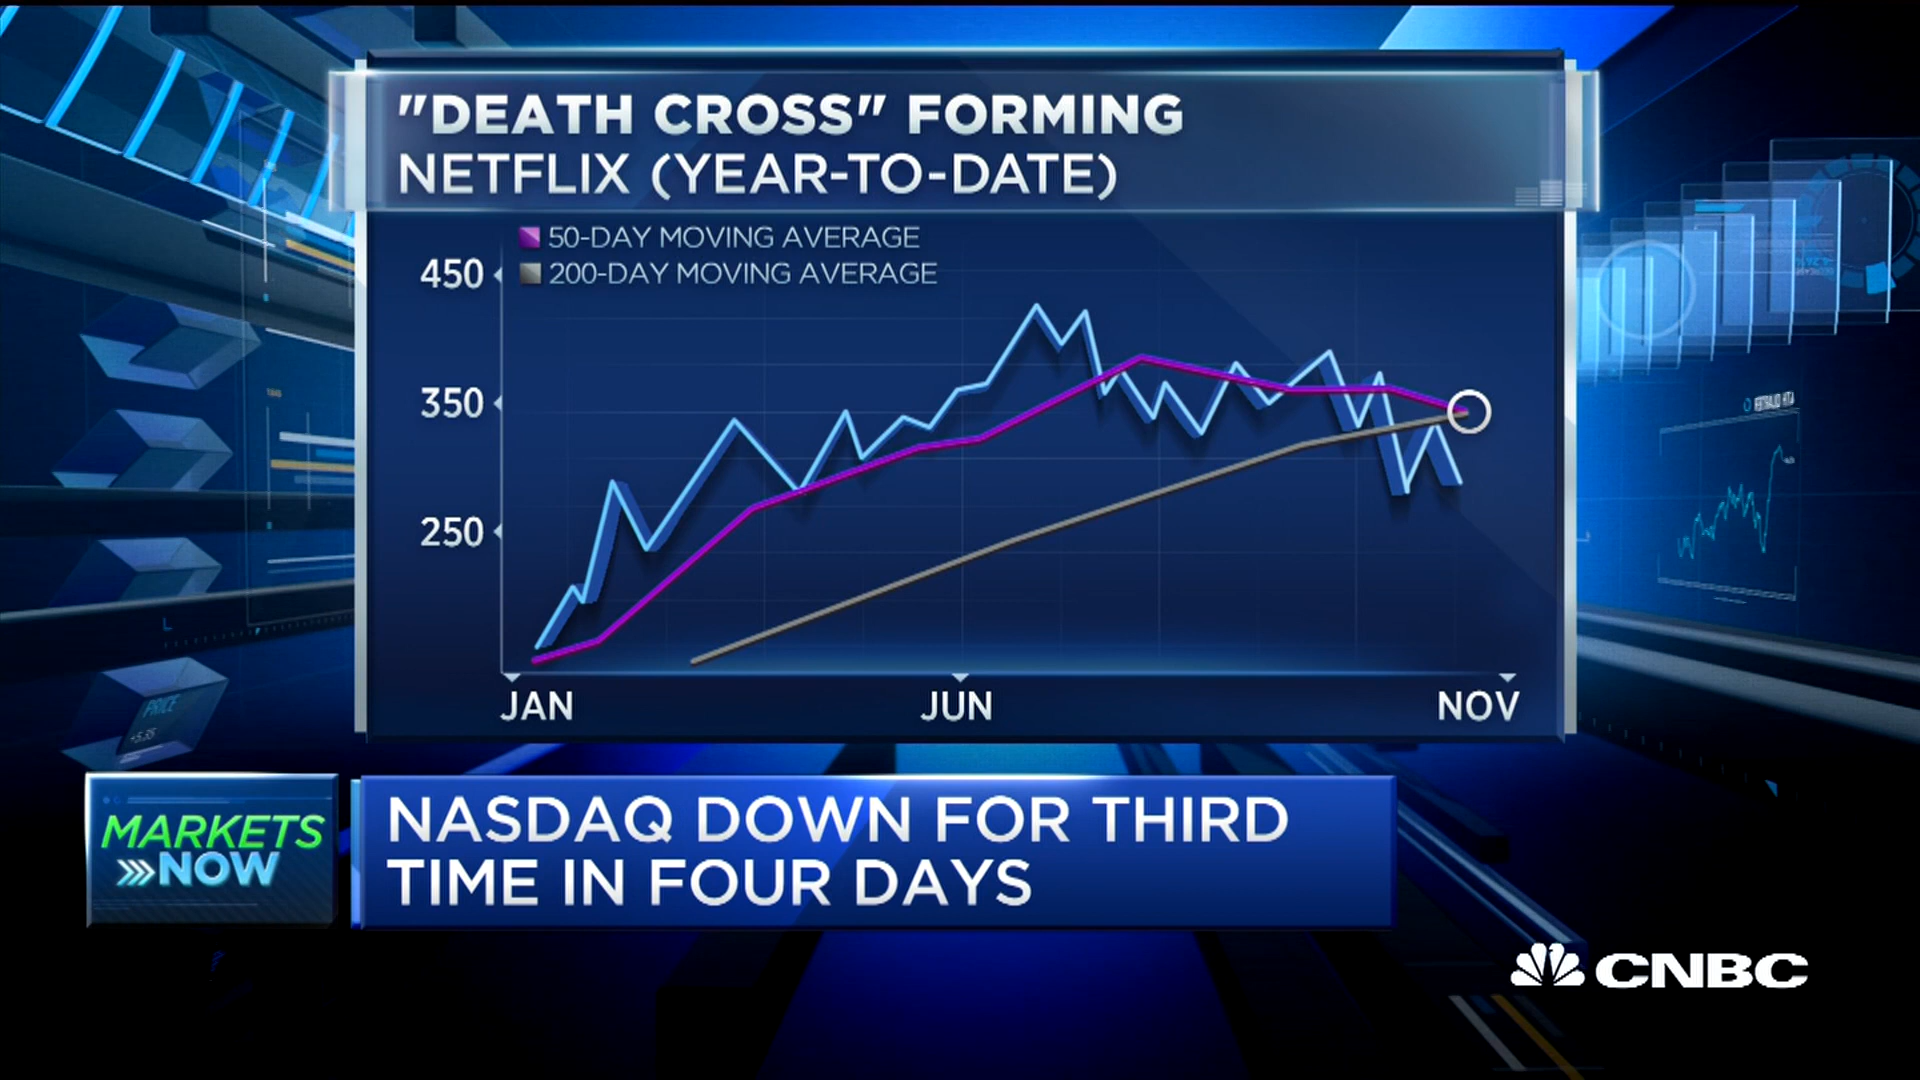 "DEATH CROSS" FORMING
NETFLIX (YEAR-TO-DATE)
50-DAY MOVING AVERAGE
200-DAY MOVING AVERAGE
450
350
250
JAN
JUN
NOV
PRICE
MARKETS
NOW
NASDAQ DOWN FOR THIRD
TIME IN FOUR DAYS
CNBC